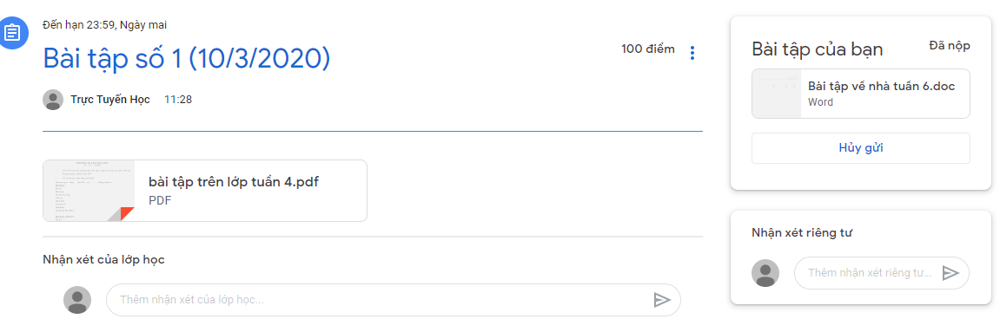 Đến hạn 23:59, Ngày mai
Bài tập số 1 (10/3/2020)
100 điểm
Trực Tuyến Học 11:28
bài tập trên lớp tuần 4.pdf
PDF
Nhận xét của lớp học
Thêm nhận xét của lớp học...
Bài tập của bạn
Đã nộp
Bài tập về nhà tuần 6.doc
Word
Hủy gửi
Nhận xét riêng tư
Thêm nhận xét riêng tư...